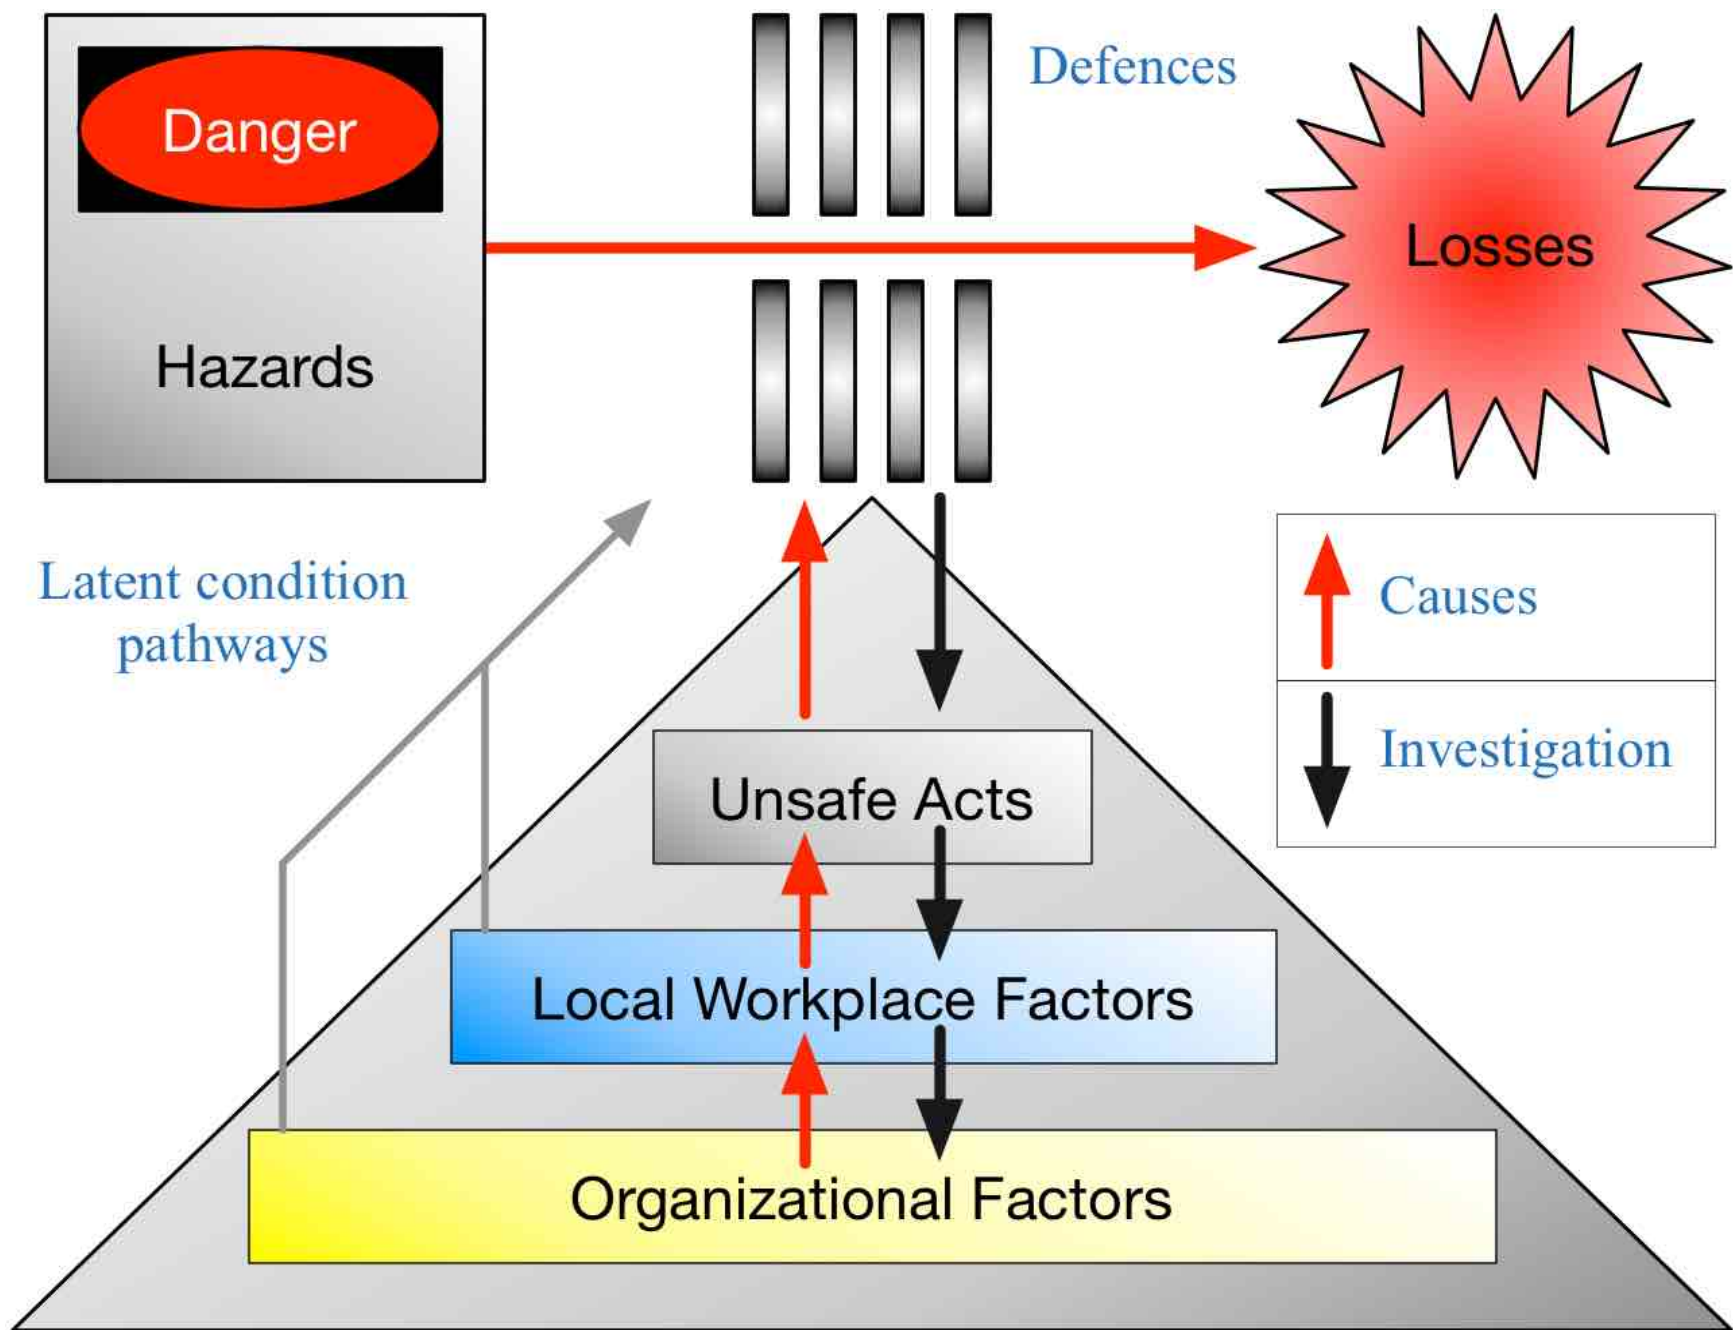 Danger
Hazards
Defences
Losses
Latent condition
pathways
Causes
Investigation
Unsafe Acts
Local Workplace Factors
Organizational Factors